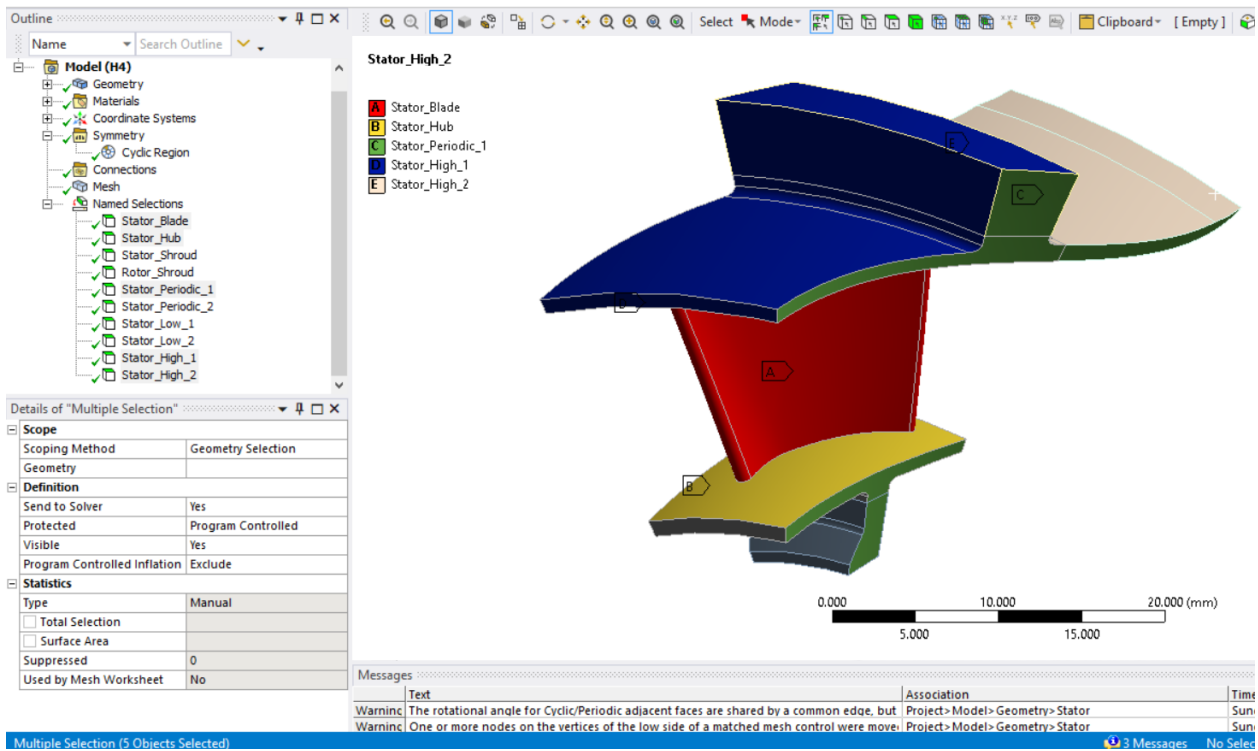 Outline
Name Search Outline
Model (H4)
Geometry
Materials
Coordinate Systems
Symmetry
Cyclic Region
Connections
Mesh
Named Selections
Stator_Blade
Stator_Hub
Stator_Shroud
Rotor_Shroud
Stator_Periodic_1
Stator_Periodic_2
Stator_Low_1
Stator_Low_2
Stator_High_1
Stator_High_2
Details of "Multiple Selection"
Scope
Scoping Method Geometry Selection
Geometry
Definition
Send to Solver Yes
Protected Program Controlled
Visible Yes
Program Controlled Inflation Exclude
Statistics
Type Manual
Total Selection
Surface Area
Suppressed 0
Used by Mesh Worksheet No
Select Mode Clipboard [ Empty ]
Stator_High_2
A Stator_Blade
B Stator_Hub
C Stator_Periodic_1
D Stator_High_1
E Stator_High_2
E
C
D
A
B
0.000 10.000 20.000 (mm)
5.000 15.000
Messages
Text Association Time
Warninc The rotational angle for Cyclic/Periodic adjacent faces are shared by a common edge, but Project>Model>Geometry>Stator Sun
Warninc One or more nodes on the vertices of the low side of a matched mesh control were move Project>Model>Geometry>Stator Sun
Multiple Selection (5 Objects Selected) 3 Messages No Selec